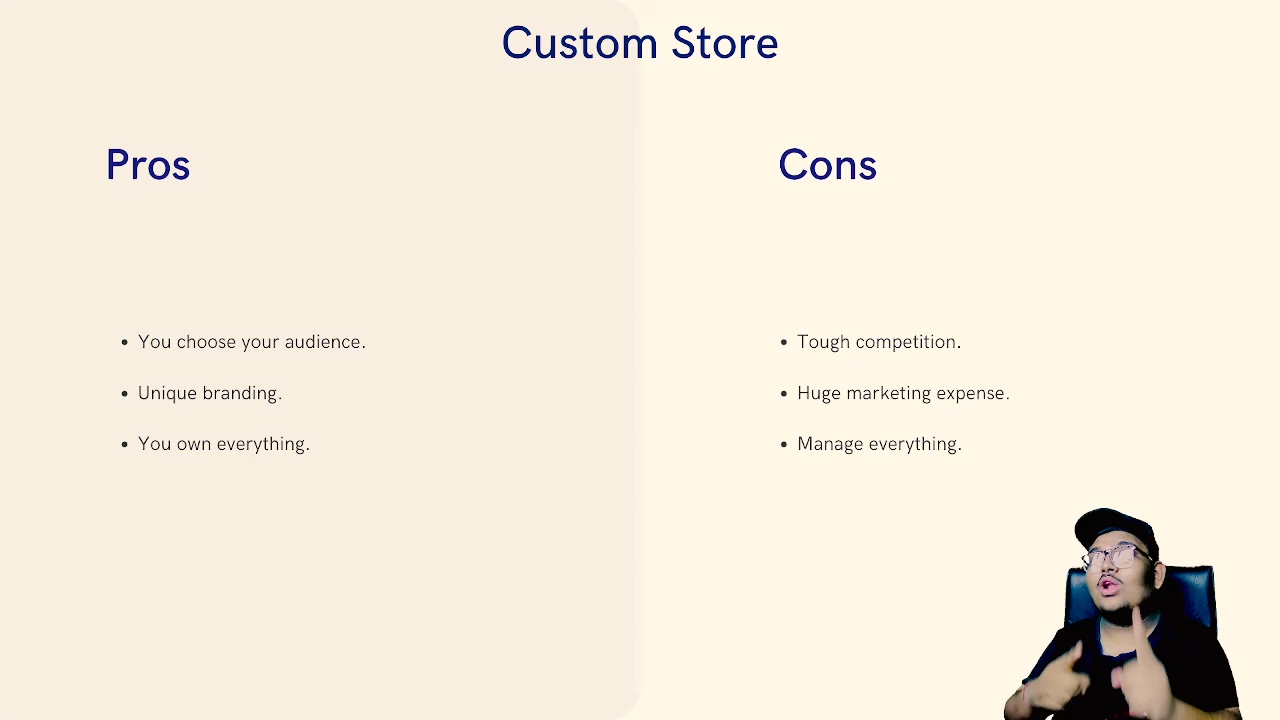 Custom Store
Pros
You choose your audience.
Unique branding.
You own everything.
Cons
Tough competition.
Huge marketing expense.
Manage everything.